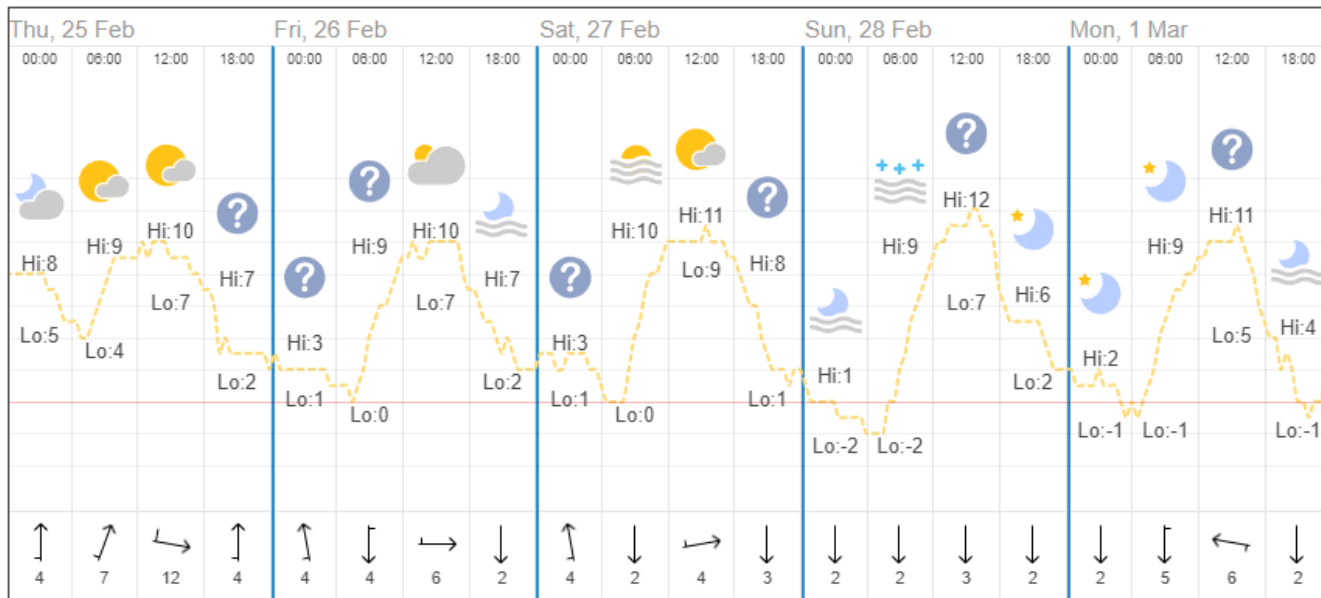 Thu, 25 Feb Fri, 26 Feb Sat, 27 Feb Sun, 28 Feb Mon, 1 Mar
00:00 06:00 12:00 18:00 00:00 06:00 12:00 18:00 00:00 06:00 12:00 18:00 00:00 06:00 12:00 18:00 00:00 06:00 12:00 18:00
? ? ? ? ? ? ?
Hi:8 Hi:9 Hi:10 Hi:7 Hi:3 Hi:9 Hi:10 Hi:7 Hi:3 Hi:10 Hi:11 Hi:8 Hi:1 Hi:9 Hi:12 Hi:6 Hi:2 Hi:9 Hi:11 Hi:4
Lo:5 Lo:4 Lo:7 Lo:2 Lo:1 Lo:0 Lo:7 Lo:2 Lo:1 Lo:0 Lo:9 Lo:1 Lo:-2 Lo:-2 Lo:7 Lo:2 Lo:-1 Lo:-1 Lo:5 Lo:-1
4 7 12 4 4 4 6 2 4 2 4 3 2 2 3 2 2 5 6 2